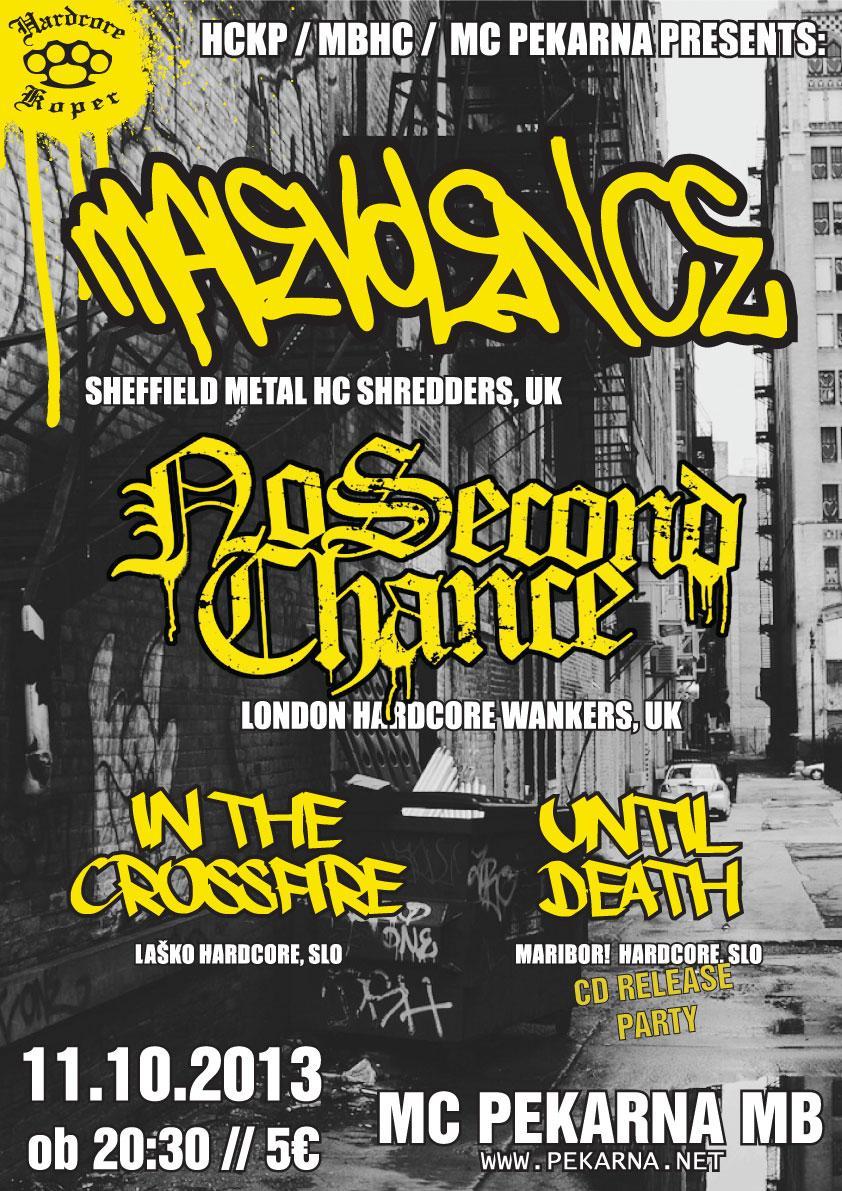 Hardcore
Koper
HCKP / MBHC / MC PEKARNA PRESENTS:
MALEVOLENCE
SHEFFIELD METAL HC SHREDDERS, UK
No Second
Chance
LONDON HARDCORE WANKERS, UK
IN THE
CROSSFIRE
LAŠKO HARDCORE, SLO
UNTIL
DEATH
MARIBOR! HARDCORE, SLO
CD RELEASE
PARTY
11.10.2013
ob 20:30 // 5€
MC PEKARNA MB
WWW.PEKARNA.NET